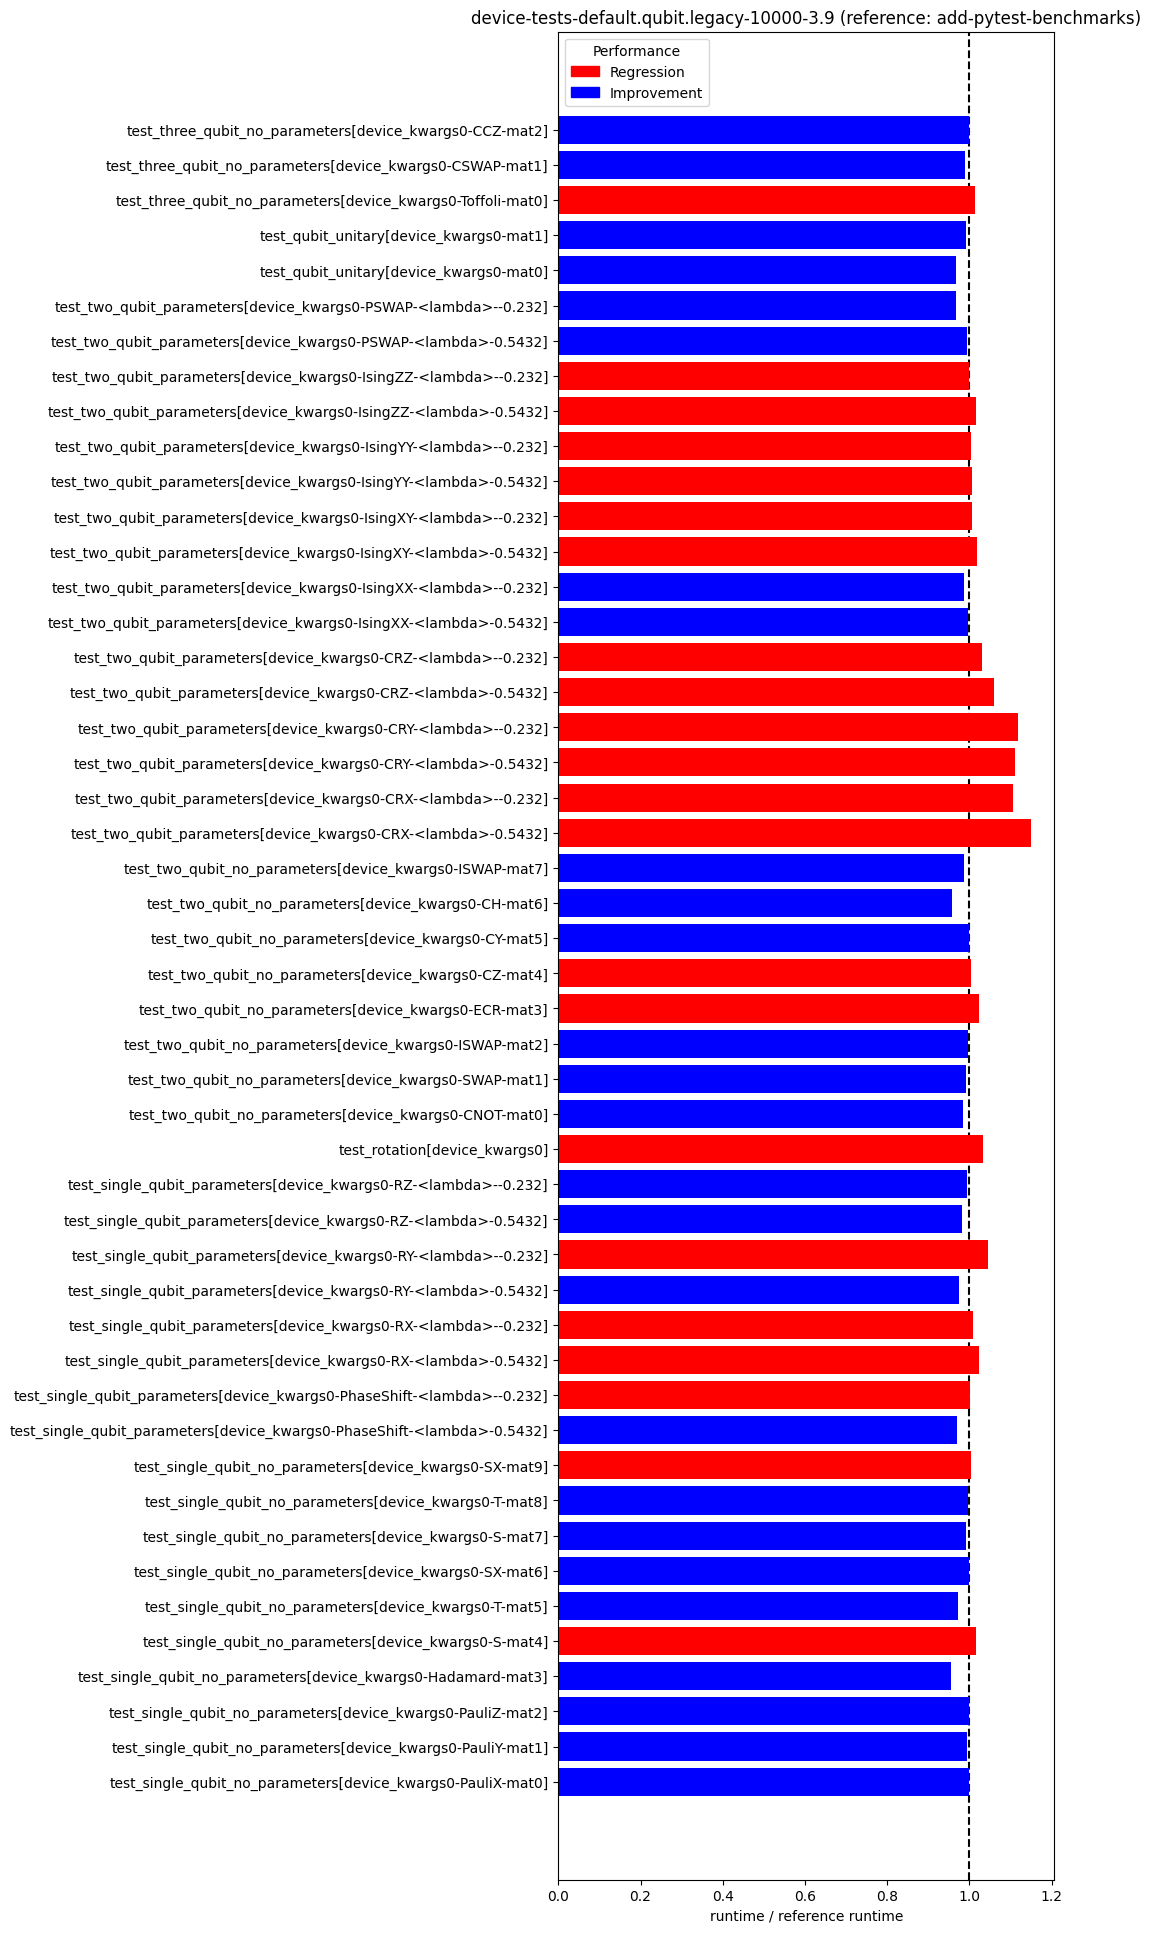 device-tests-default.qubit.legacy-10000-3.9 (reference: add-pytest-benchmarks)
Performance
Regression
Improvement
test_three_qubit_no_parameters[device_kwargs0-CCZ-mat2]
test_three_qubit_no_parameters[device_kwargs0-CSWAP-mat1]
test_three_qubit_no_parameters[device_kwargs0-Toffoli-mat0]
test_qubit_unitary[device_kwargs0-mat1]
test_qubit_unitary[device_kwargs0-mat0]
test_two_qubit_parameters[device_kwargs0-PSWAP-<lambda>--0.232]
test_two_qubit_parameters[device_kwargs0-PSWAP-<lambda>-0.5432]
test_two_qubit_parameters[device_kwargs0-IsingZZ-<lambda>--0.232]
test_two_qubit_parameters[device_kwargs0-IsingZZ-<lambda>-0.5432]
test_two_qubit_parameters[device_kwargs0-IsingYY-<lambda>--0.232]
test_two_qubit_parameters[device_kwargs0-IsingYY-<lambda>-0.5432]
test_two_qubit_parameters[device_kwargs0-IsingXY-<lambda>--0.232]
test_two_qubit_parameters[device_kwargs0-IsingXY-<lambda>-0.5432]
test_two_qubit_parameters[device_kwargs0-IsingXX-<lambda>--0.232]
test_two_qubit_parameters[device_kwargs0-IsingXX-<lambda>-0.5432]
test_two_qubit_parameters[device_kwargs0-CRZ-<lambda>--0.232]
test_two_qubit_parameters[device_kwargs0-CRZ-<lambda>-0.5432]
test_two_qubit_parameters[device_kwargs0-CRY-<lambda>--0.232]
test_two_qubit_parameters[device_kwargs0-CRY-<lambda>-0.5432]
test_two_qubit_parameters[device_kwargs0-CRX-<lambda>--0.232]
test_two_qubit_parameters[device_kwargs0-CRX-<lambda>-0.5432]
test_two_qubit_no_parameters[device_kwargs0-ISWAP-mat7]
test_two_qubit_no_parameters[device_kwargs0-CH-mat6]
test_two_qubit_no_parameters[device_kwargs0-CY-mat5]
test_two_qubit_no_parameters[device_kwargs0-CZ-mat4]
test_two_qubit_no_parameters[device_kwargs0-ECR-mat3]
test_two_qubit_no_parameters[device_kwargs0-ISWAP-mat2]
test_two_qubit_no_parameters[device_kwargs0-SWAP-mat1]
test_two_qubit_no_parameters[device_kwargs0-CNOT-mat0]
test_rotation[device_kwargs0]
test_single_qubit_parameters[device_kwargs0-RZ-<lambda>--0.232]
test_single_qubit_parameters[device_kwargs0-RZ-<lambda>-0.5432]
test_single_qubit_parameters[device_kwargs0-RY-<lambda>--0.232]
test_single_qubit_parameters[device_kwargs0-RY-<lambda>-0.5432]
test_single_qubit_parameters[device_kwargs0-RX-<lambda>--0.232]
test_single_qubit_parameters[device_kwargs0-RX-<lambda>-0.5432]
test_single_qubit_parameters[device_kwargs0-PhaseShift-<lambda>--0.232]
test_single_qubit_parameters[device_kwargs0-PhaseShift-<lambda>-0.5432]
test_single_qubit_no_parameters[device_kwargs0-SX-mat9]
test_single_qubit_no_parameters[device_kwargs0-T-mat8]
test_single_qubit_no_parameters[device_kwargs0-S-mat7]
test_single_qubit_no_parameters[device_kwargs0-SX-mat6]
test_single_qubit_no_parameters[device_kwargs0-T-mat5]
test_single_qubit_no_parameters[device_kwargs0-S-mat4]
test_single_qubit_no_parameters[device_kwargs0-Hadamard-mat3]
test_single_qubit_no_parameters[device_kwargs0-PauliZ-mat2]
test_single_qubit_no_parameters[device_kwargs0-PauliY-mat1]
test_single_qubit_no_parameters[device_kwargs0-PauliX-mat0]
0.0 0.2 0.4 0.6 0.8 1.0 1.2
runtime / reference runtime